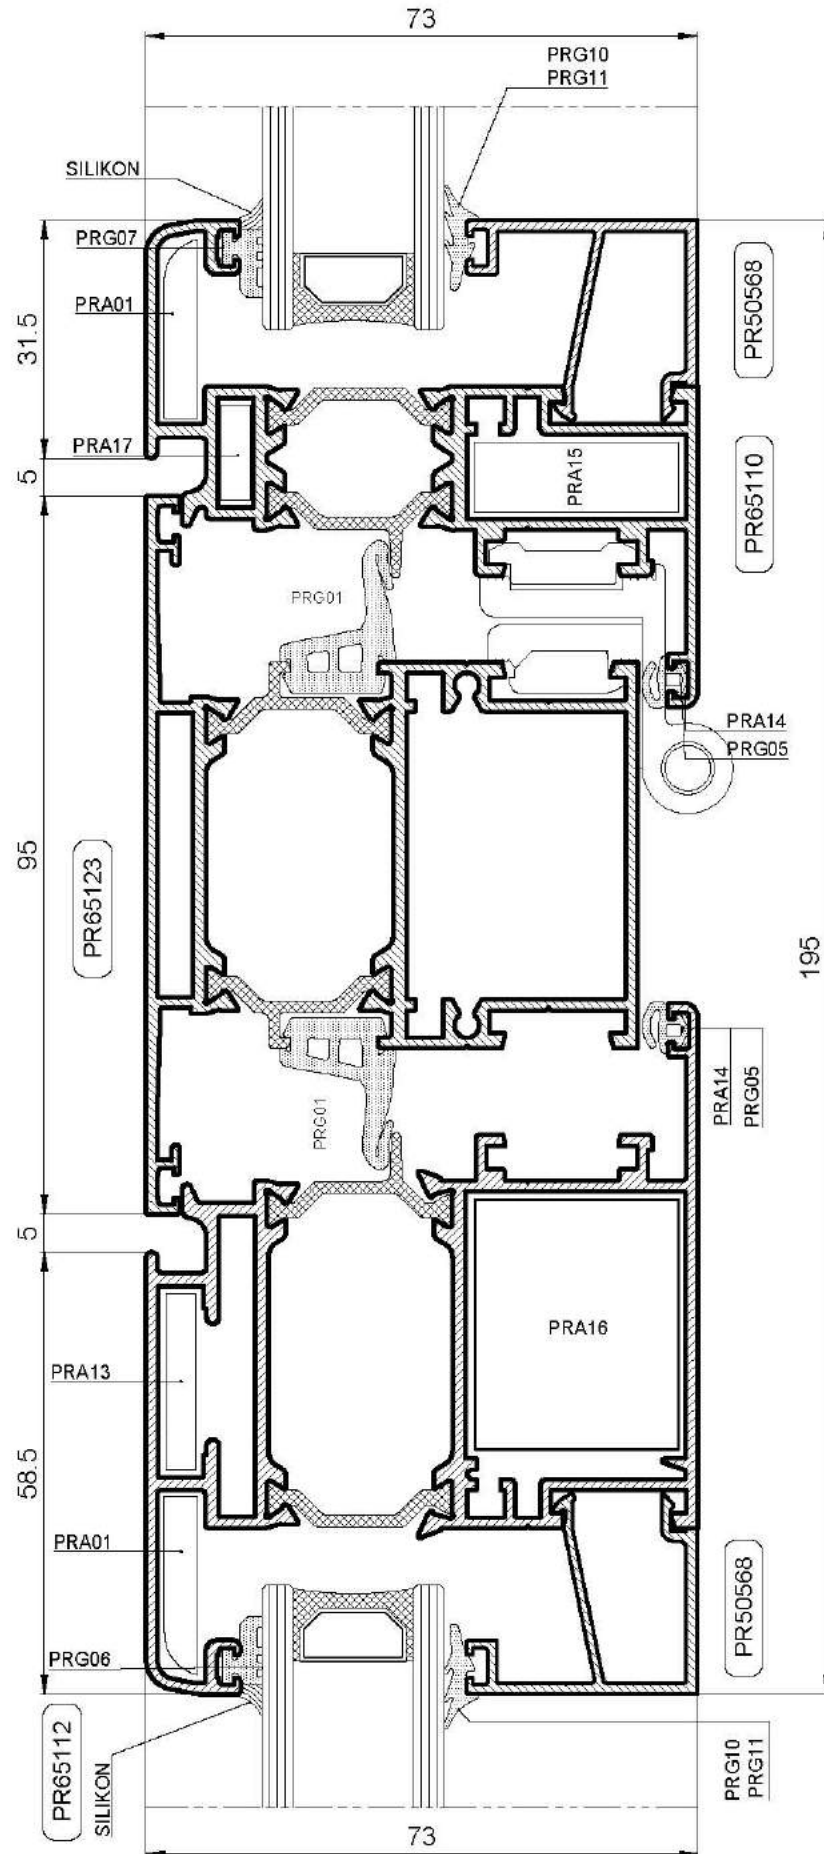 73
PRG10
PRG11
SILIKON
PRG07
PRA01
31.5
PR50568
PRA17
PRA15
5
PR65110
PRG01
PRA14
PRG05
95
PR65123
195
PRA14
PRG05
PRG01
5
PRA16
PRA13
58.5
PRA01
PR50568
PRG06
PR65112
SILIKON
PRG10
PRG11
73